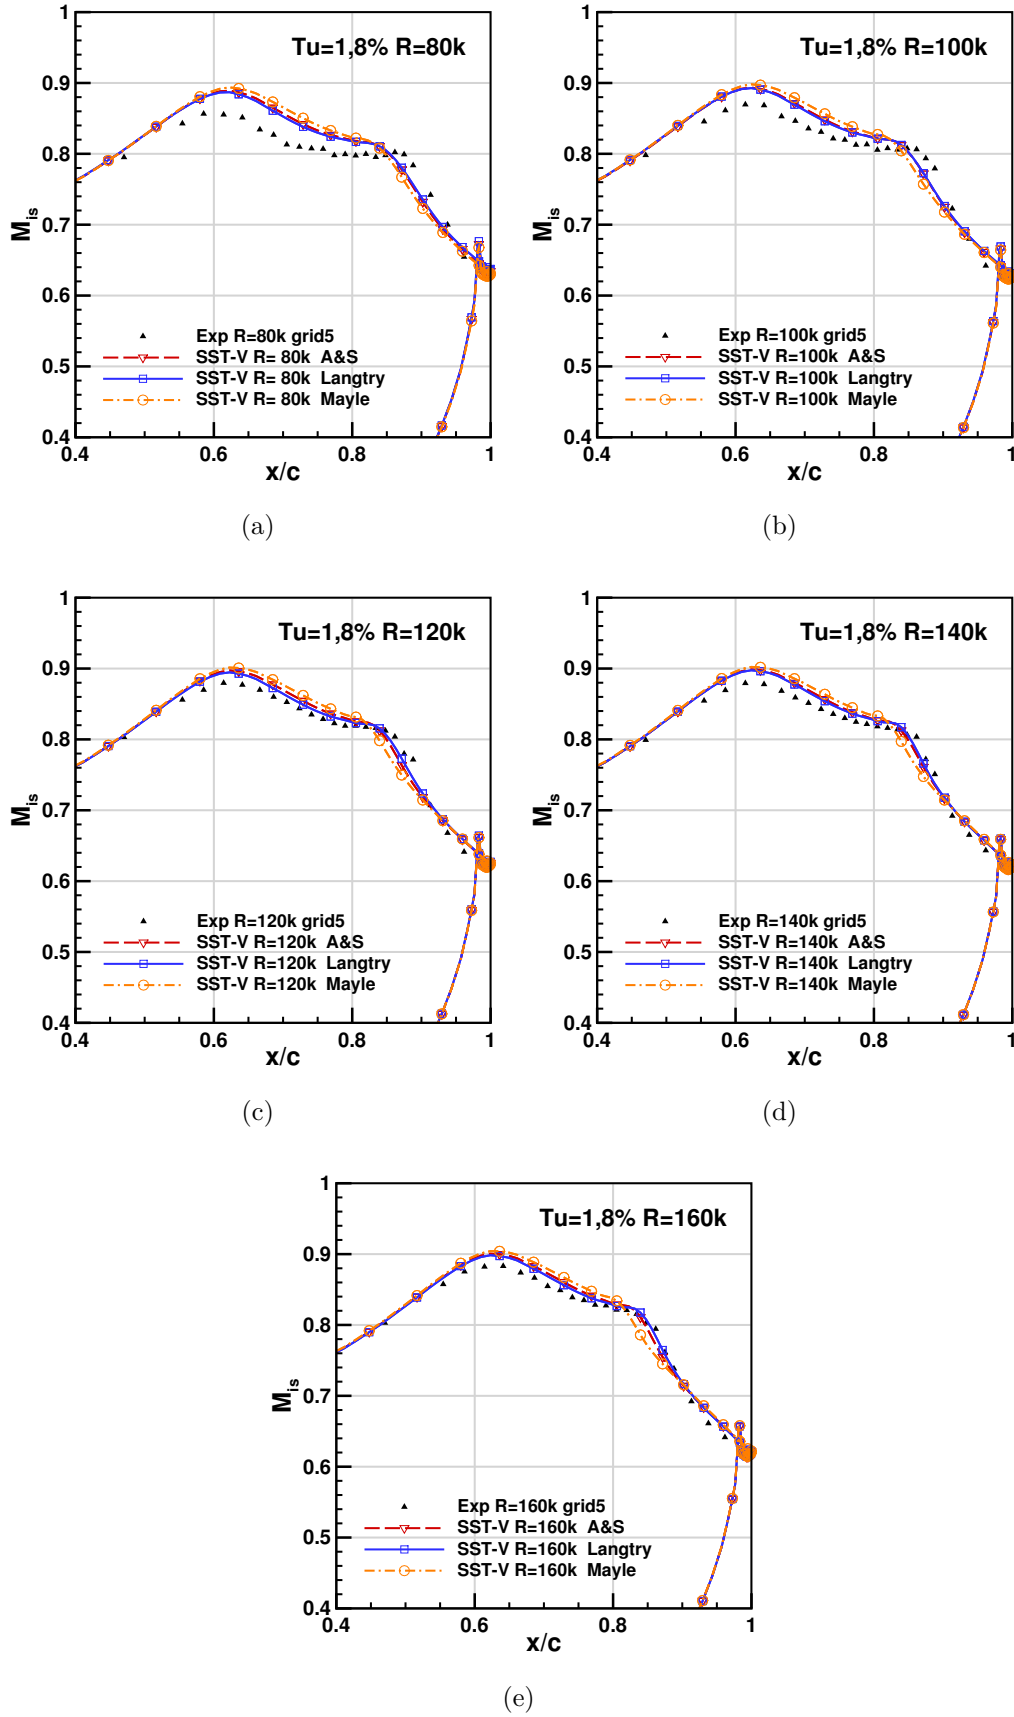 1
0.9
0.8
0.7
0.6
0.5
0.4
M_is
Tu=1,8% R=80k
Exp R=80k grid5
SST-V R= 80k A&S
SST-V R= 80k Langtry
SST-V R= 80k Mayle
0.4 0.6 0.8 1
x/c
(a)
1
0.9
0.8
0.7
0.6
0.5
0.4
M_is
Tu=1,8% R=100k
Exp R=100k grid5
SST-V R=100k A&S
SST-V R=100k Langtry
SST-V R=100k Mayle
0.4 0.6 0.8 1
x/c
(b)
1
0.9
0.8
0.7
0.6
0.5
0.4
M_is
Tu=1,8% R=120k
Exp R=120k grid5
SST-V R=120k A&S
SST-V R=120k Langtry
SST-V R=120k Mayle
0.4 0.6 0.8 1
x/c
(c)
1
0.9
0.8
0.7
0.6
0.5
0.4
M_is
Tu=1,8% R=140k
Exp R=140k grid5
SST-V R=140k A&S
SST-V R=140k Langtry
SST-V R=140k Mayle
0.4 0.6 0.8 1
x/c
(d)
1
0.9
0.8
0.7
0.6
0.5
0.4
M_is
Tu=1,8% R=160k
Exp R=160k grid5
SST-V R=160k A&S
SST-V R=160k Langtry
SST-V R=160k Mayle
0.4 0.6 0.8 1
x/c
(e)